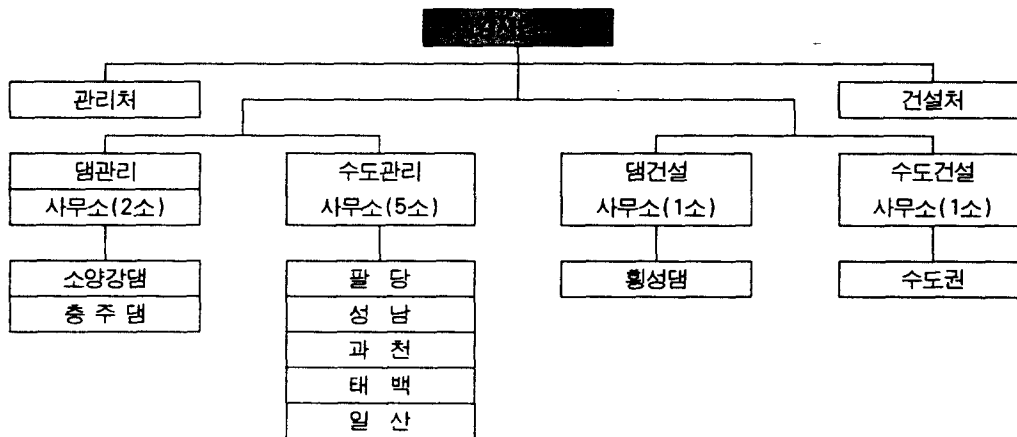 관리처
건설처
댐관리
사무소(2소)
수도관리
사무소(5소)
댐건설
사무소(1소)
수도건설
사무소(1소)
소양강댐
충 주 댐
팔 당
성 남
과 천
태 백
일 산
횡성댐
수도권